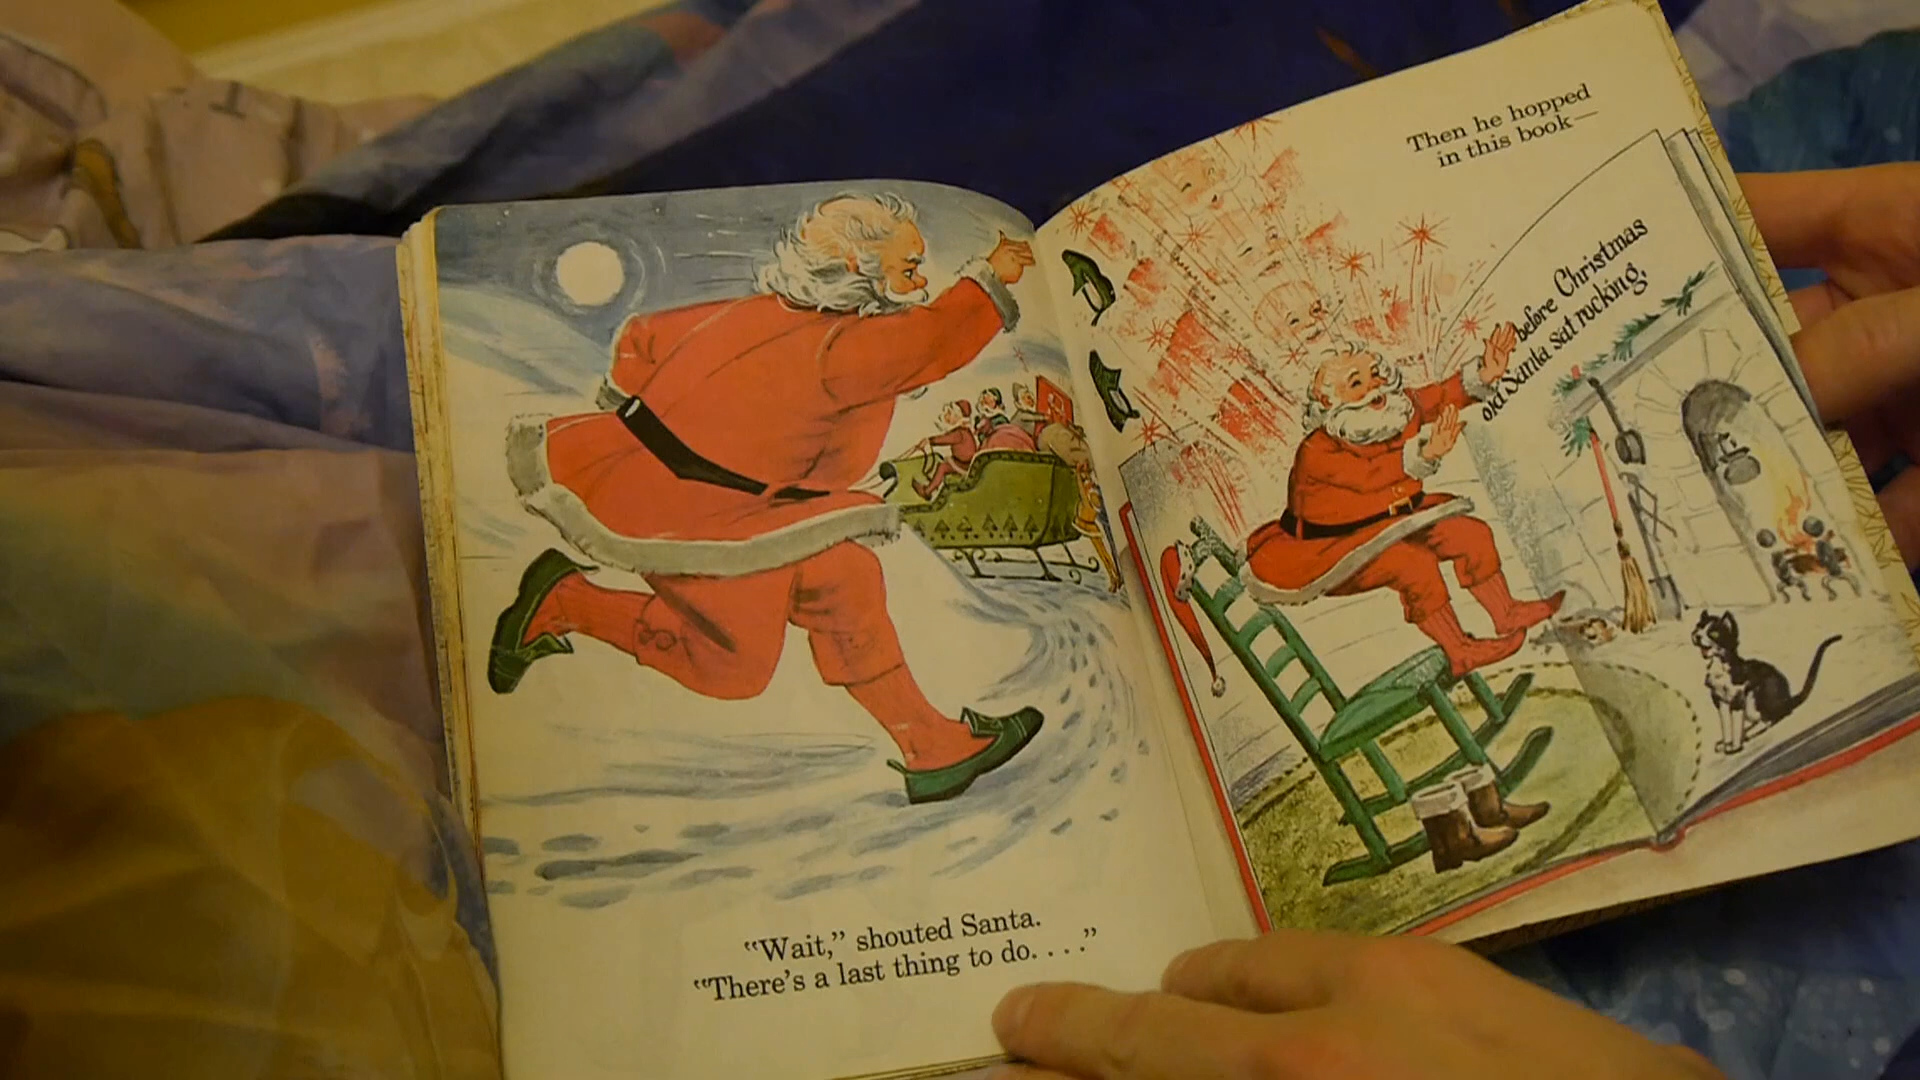 “Wait,” shouted Santa.
“There's a last thing to do. . . .”
Then he hopped
in this book—
before Christmas
old Santa sat rocking,